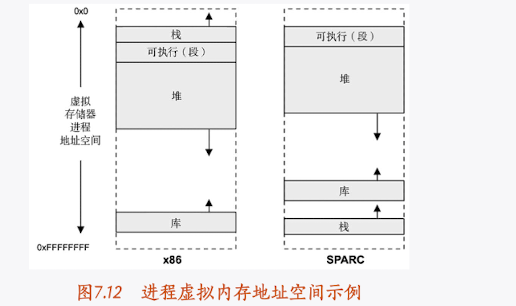 0x0
虚拟
存储器
进程
地址空间
0xFFFFFFFF
栈
可执行（段）
堆
库
x86
可执行（段）
堆
库
栈
SPARC
图7.12 进程虚拟内存地址空间示例